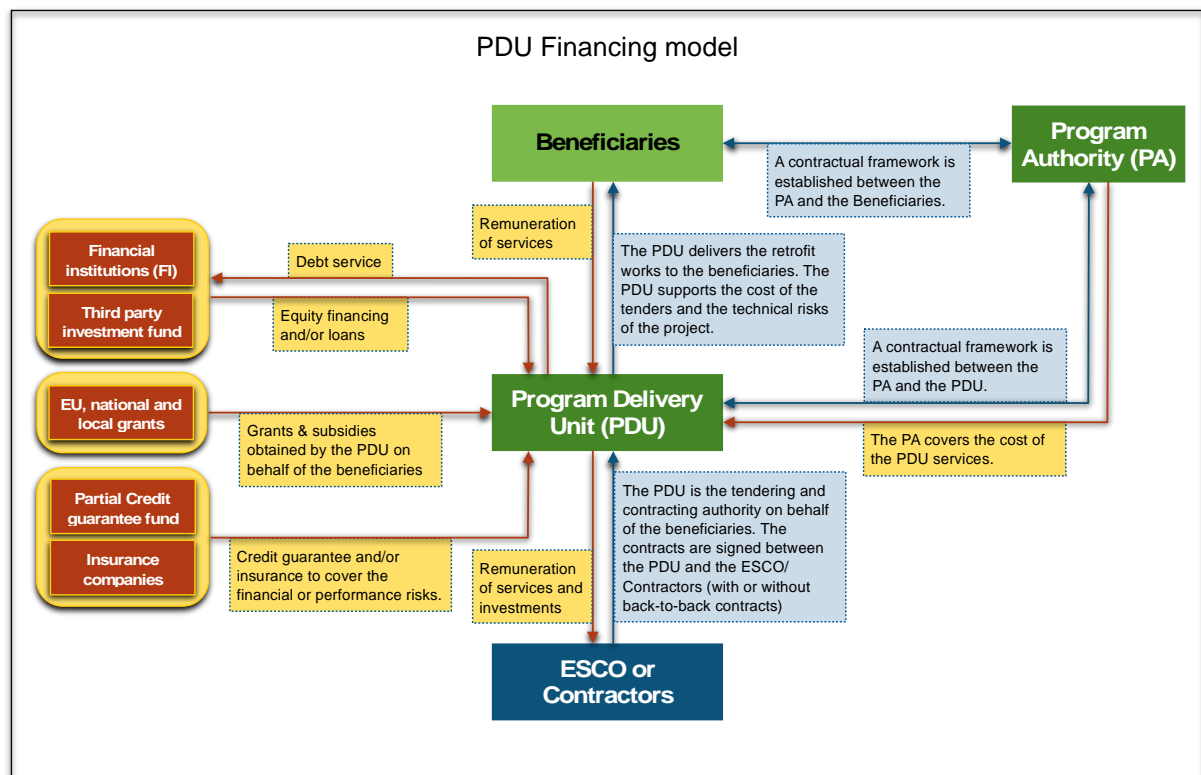 PDU Financing model
Beneficiaries
Program
Authority (PA)
A contractual framework is
established between the
PA and the Beneficiaries.
Remuneration
of services
The PDU delivers the retrofit
works to the beneficiaries. The
PDU supports the cost of the
tenders and the technical risks
of the project.
Financial
institutions (FI)
Third party
investment fund
Debt service
Equity financing
and/or loans
A contractual framework is
established between the
PA and the PDU.
EU, national and
local grants
Program Delivery
Unit (PDU)
Grants & subsidies
obtained by the PDU on
behalf of the beneficiaries
The PA covers the cost of
the PDU services.
Partial Credit
guarantee fund
Insurance
companies
Credit guarantee and/or
insurance to cover the
financial or performance risks.
Remuneration
of services and
investments
The PDU is the tendering and
contracting authority on behalf
of the beneficiaries. The
contracts are signed between
the PDU and the ESCO/
Contractors (with or without
back-to-back contracts)
ESCO or
Contractors